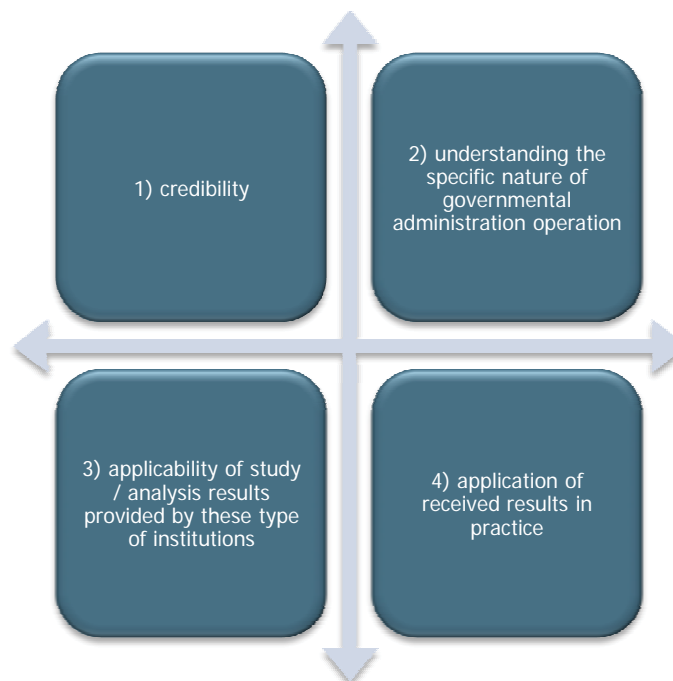 1) credibility
2) understanding the
specific nature of
governmental
administration operation
3) applicability of study
/ analysis results
provided by these type
of institutions
4) application of
received results in
practice